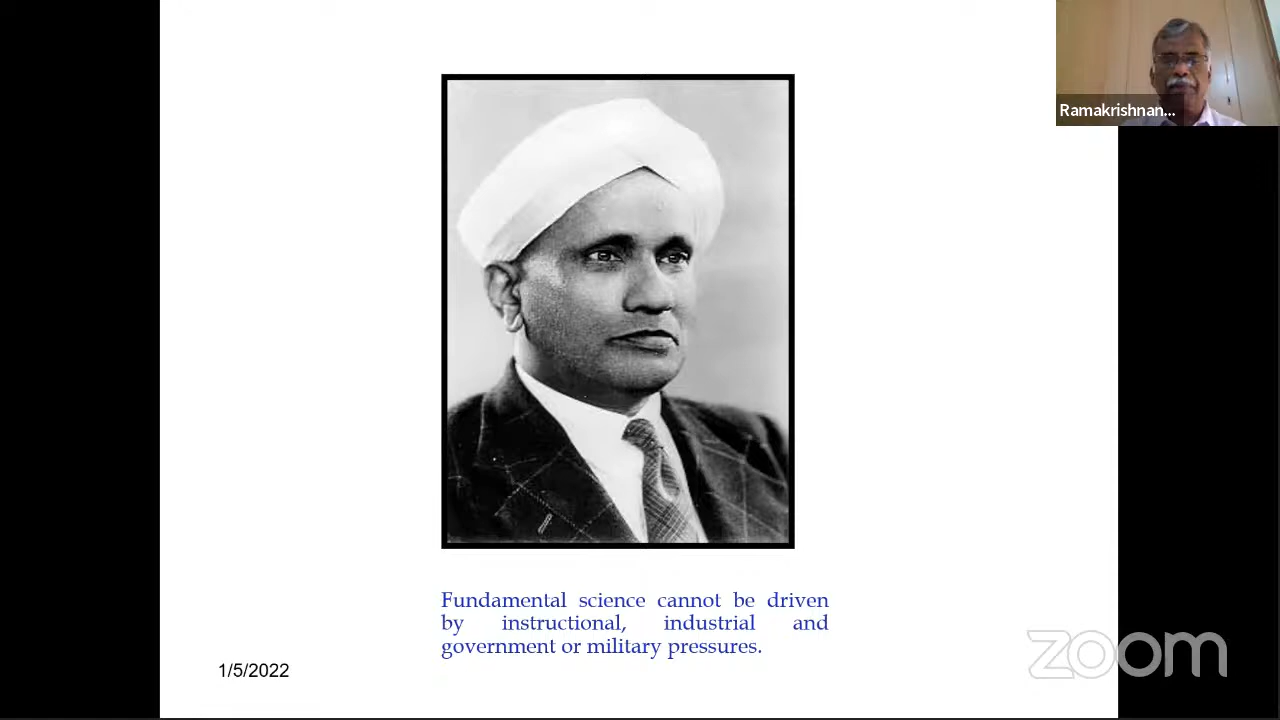 Ramakrishnan...
Fundamental science cannot be driven
by instructional, industrial and
government or military pressures.
1/5/2022
zoom